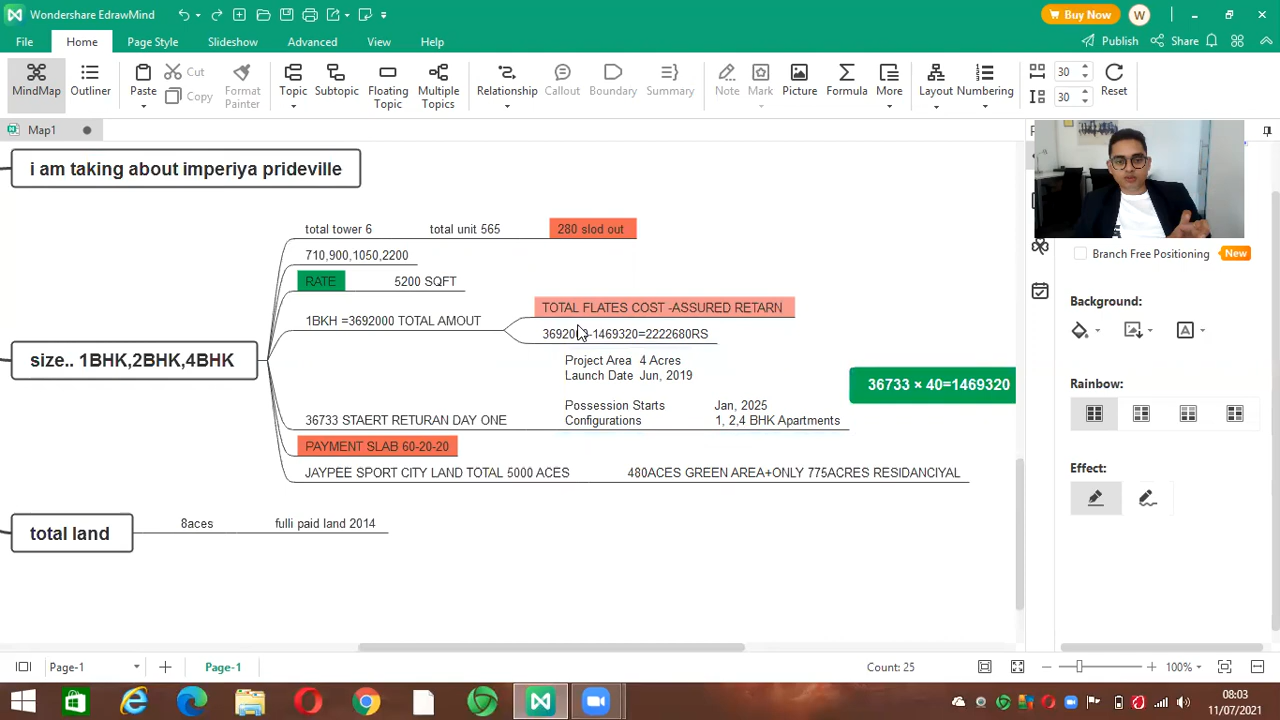 Wondershare EdrawMind
Buy Now
W
File
Home
Page Style
Slideshow
Advanced
View
Help
Publish
Share
MindMap
Outliner
Paste
Cut
Copy
Format Painter
Topic
Subtopic
Floating Topic
Multiple Topics
Relationship
Callout
Boundary
Summary
Note
Mark
Picture
Formula
More
Layout
Numbering
30
30
Reset
Map1
i am taking about imperiya prideville
total tower 6
total unit 565
280 slod out
710,900,1050,2200
RATE
5200 SQFT
TOTAL FLATES COST -ASSURED RETARN
1BKH =3692000 TOTAL AMOUT
-1469320=2222680RS
size.. 1BHK,2BHK,4BHK
Project Area 4 Acres
Launch Date Jun, 2019
Possession Starts Jan, 2025
Configurations 1, 2,4 BHK Apartments
36733 × 40=1469320
36733 STAERT RETURAN DAY ONE
PAYMENT SLAB 60-20-20
JAYPEE SPORT CITY LAND TOTAL 5000 ACES
480ACES GREEN AREA+ONLY 775ACRES RESIDANCIYAL
total land
8aces
fulli paid land 2014
Branch Free Positioning
New
Background:
Rainbow:
Effect:
Page-1
Page-1
Count: 25
100%
08:03
11/07/2021